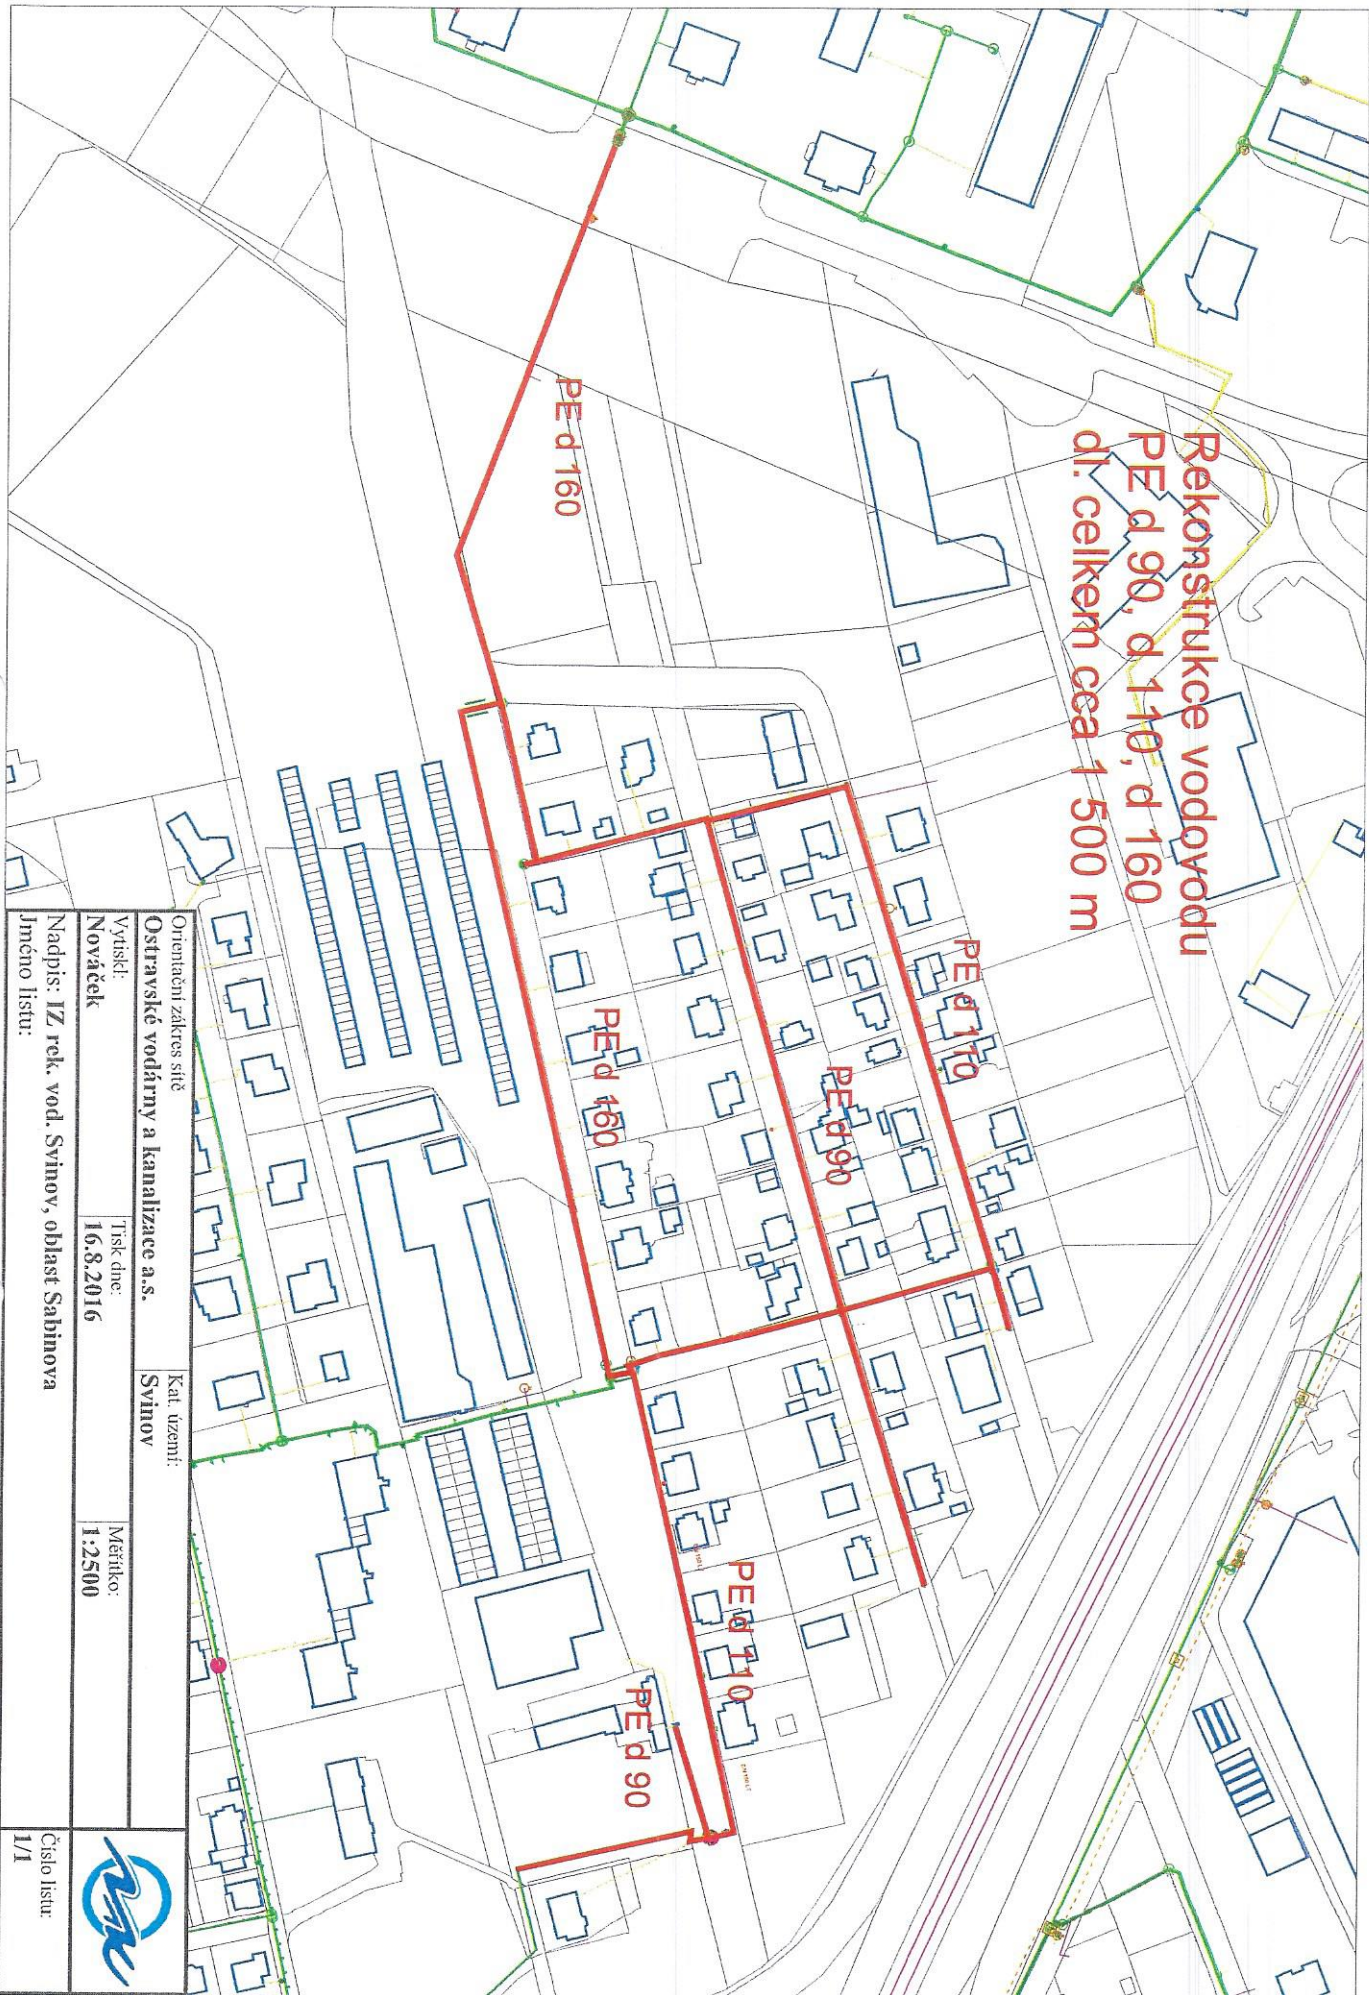 Rekonstrukce vodovodu
PE d 90, d 110, d 160
dl. celkem cca 1 500 m
PE d 160
PE d 110
PE d 90
PE d 160
PE d 110
PE d 90
Orientační zákres sítě
Ostravské vodárny a kanalizace a.s.
Kat. území:
Svinov
Vytiskl:
Nováček
Tisk dne:
16.8.2016
Měřítko:
1:2500
Nadpis: IZ rek. vod. Svinov, oblast Sabinova
Jméno listu:
Číslo listu:
1/1